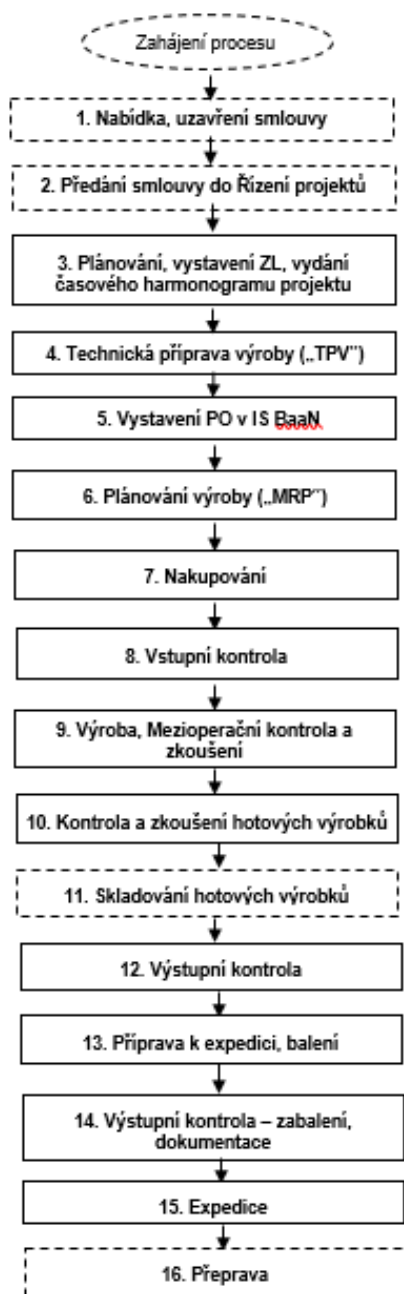 Zahájení procesu
1. Nabídka, uzavření smlouvy
2. Předání smlouvy do Řízení projektů
3. Plánování, vystavení ZL, vydání
časového harmonogramu projektu
4. Technická příprava výroby („TPV")
5. Vystavení PO v IS BaaN
6. Plánování výroby („MRP")
7. Nakupování
8. Vstupní kontrola
9. Výroba, Mezioperační kontrola a
zkoušení
10. Kontrola a zkoušení hotových výrobků
11. Skladování hotových výrobků
12. Výstupní kontrola
13. Příprava k expedici, balení
14. Výstupní kontrola – zabalení,
dokumentace
15. Expedice
16. Přeprava